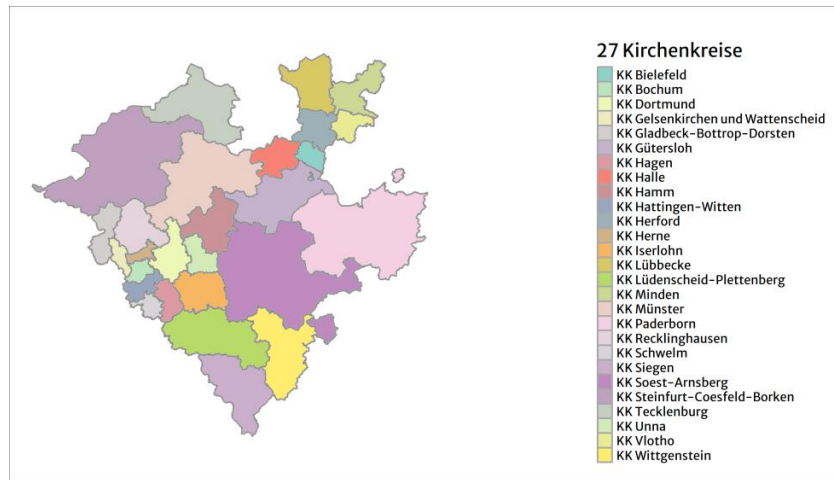 27 Kirchenkreise
KK Bielefeld
KK Bochum
KK Dortmund
KK Gelsenkirchen und Wattenscheid
KK Gladbeck-Bottrop-Dorsten
KK Gütersloh
KK Hagen
KK Halle
KK Hamm
KK Hattingen-Witten
KK Herford
KK Herne
KK Iserlohn
KK Lübbecke
KK Lüdenscheid-Plettenberg
KK Minden
KK Münster
KK Paderborn
KK Recklinghausen
KK Schwelm
KK Siegen
KK Soest-Arnsberg
KK Steinfurt-Coesfeld-Borken
KK Tecklenburg
KK Unna
KK Vlotho
KK Wittgenstein